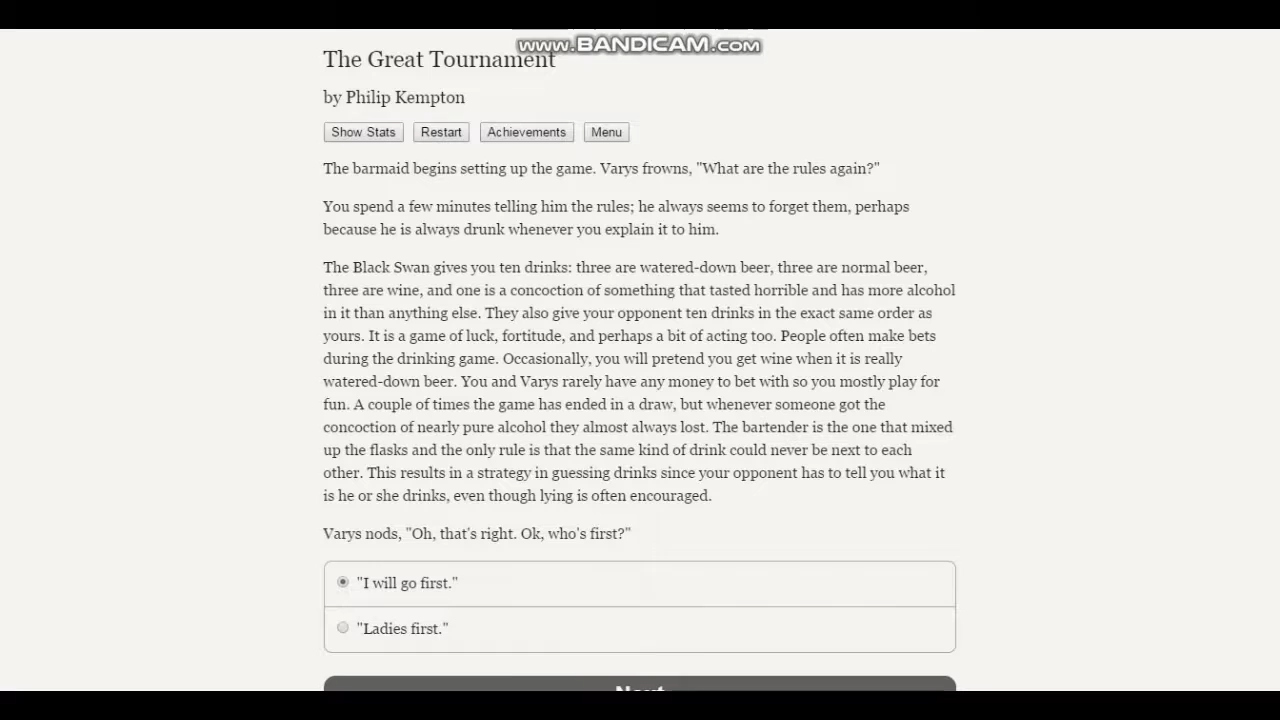 www.BANDICAM.com
The Great Tournament
by Philip Kempton
Show Stats Restart Achievements Menu
The barmaid begins setting up the game. Varys frowns, "What are the rules again?"
You spend a few minutes telling him the rules; he always seems to forget them, perhaps
because he is always drunk whenever you explain it to him.
The Black Swan gives you ten drinks: three are watered-down beer, three are normal beer,
three are wine, and one is a concoction of something that tasted horrible and has more alcohol
in it than anything else. They also give your opponent ten drinks in the exact same order as
yours. It is a game of luck, fortitude, and perhaps a bit of acting too. People often make bets
during the drinking game. Occasionally, you will pretend you get wine when it is really
watered-down beer. You and Varys rarely have any money to bet with so you mostly play for
fun. A couple of times the game has ended in a draw, but whenever someone got the
concoction of nearly pure alcohol they almost always lost. The bartender is the one that mixed
up the flasks and the only rule is that the same kind of drink could never be next to each
other. This results in a strategy in guessing drinks since your opponent has to tell you what it
is he or she drinks, even though lying is often encouraged.
Varys nods, "Oh, that's right. Ok, who's first?"
"I will go first."
"Ladies first."
Next